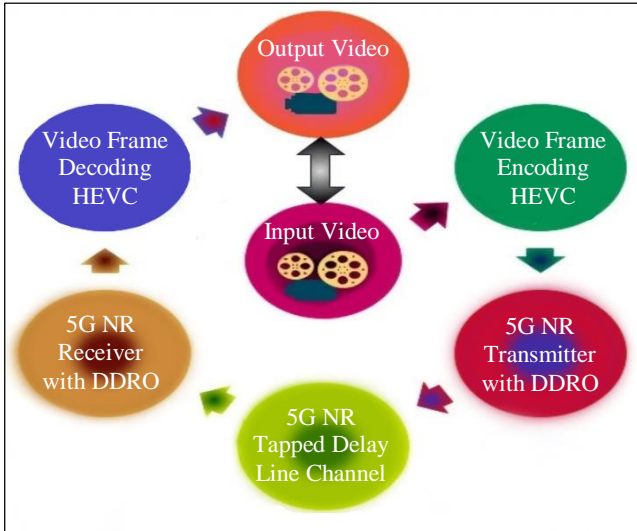 Output Video
Video Frame
Decoding
HEVC
Video Frame
Encoding
HEVC
Input Video
5G NR
Receiver
with DDRO
5G NR
Transmitter
with DDRO
5G NR
Tapped Delay
Line Channel